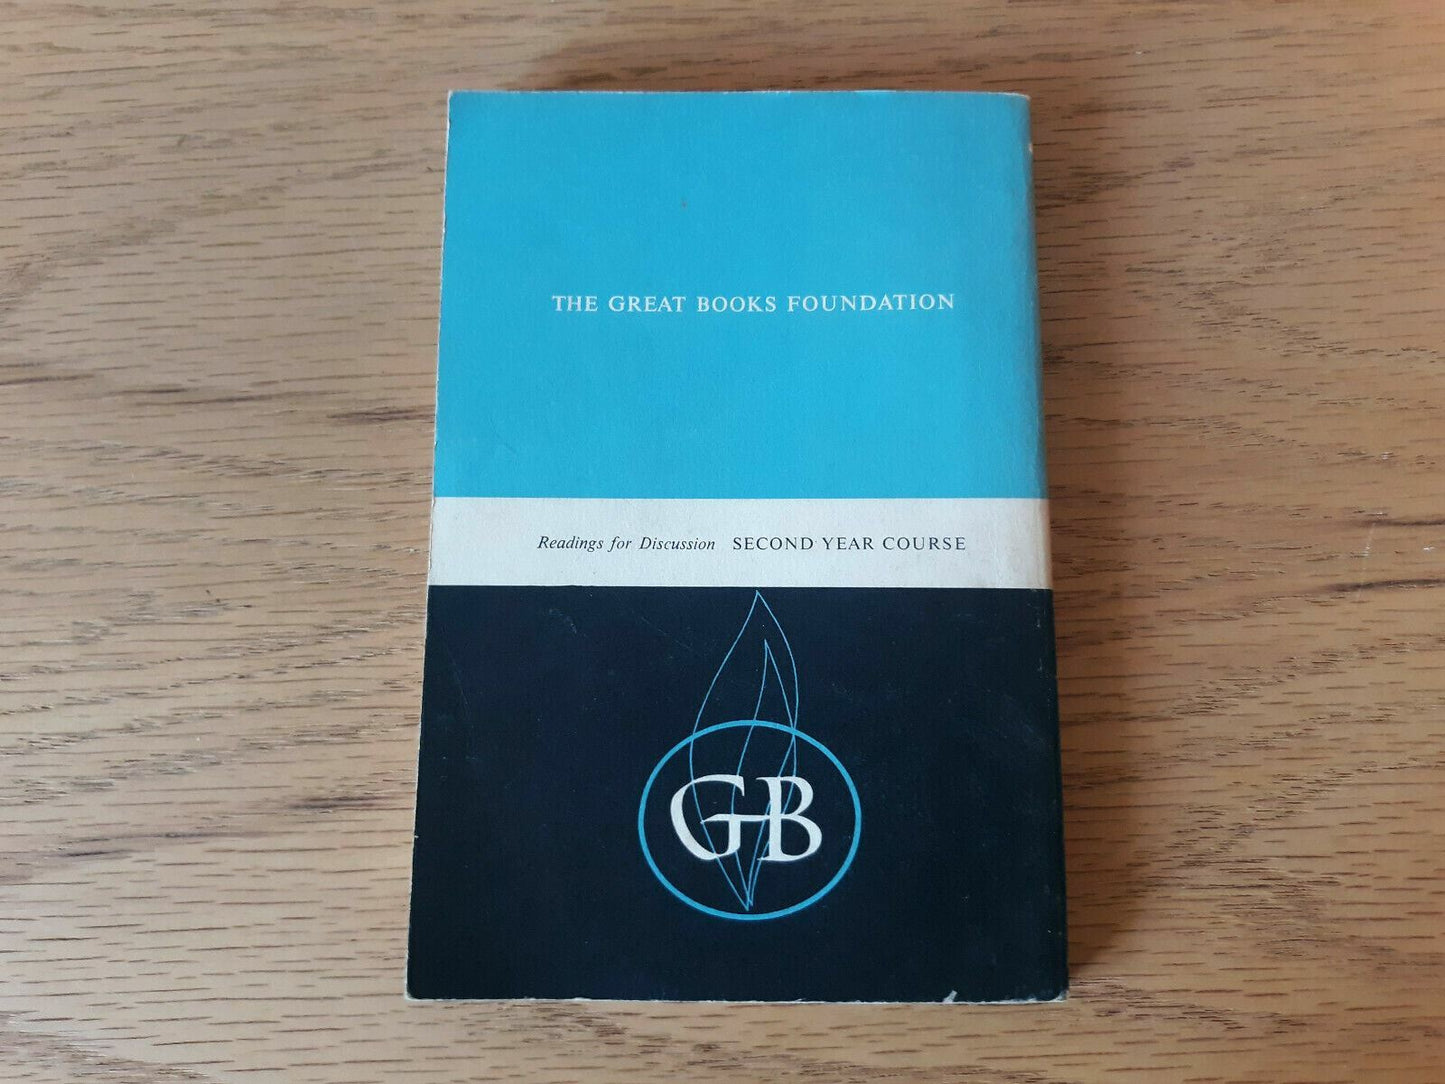 THE GREAT BOOKS FOUNDATION
Readings for Discussion SECOND YEAR COURSE
GB